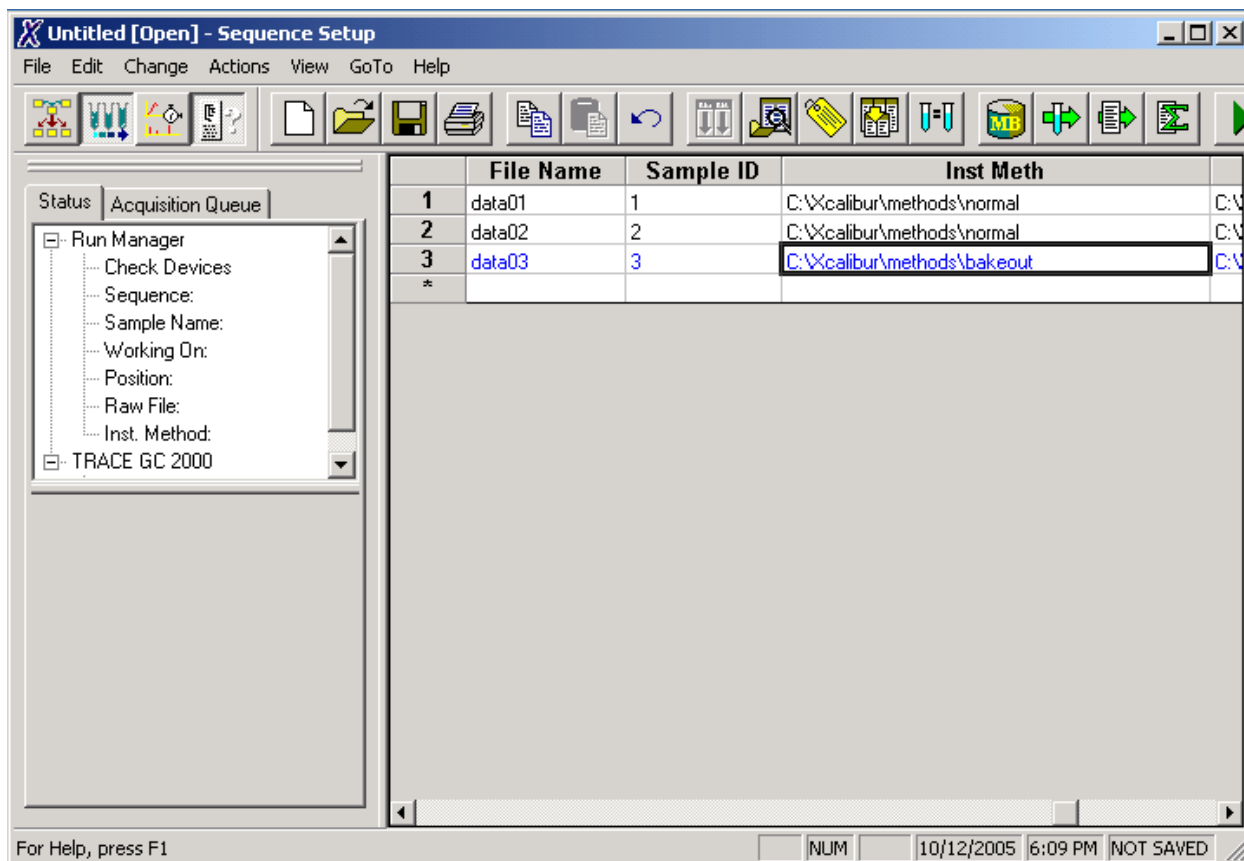 Untitled [Open] - Sequence Setup
File Edit Change Actions View GoTo Help
MB
Status Acquisition Queue
Run Manager
Check Devices
Sequence:
Sample Name:
Working On:
Position:
Raw File:
Inst. Method:
TRACE GC 2000
File Name Sample ID Inst Meth
1 data01 1 C:\Xcalibur\methods\normal
2 data02 2 C:\Xcalibur\methods\normal
3 data03 3 C:\Xcalibur\methods\bakeout
*
For Help, press F1 NUM 10/12/2005 6:09 PM NOT SAVED